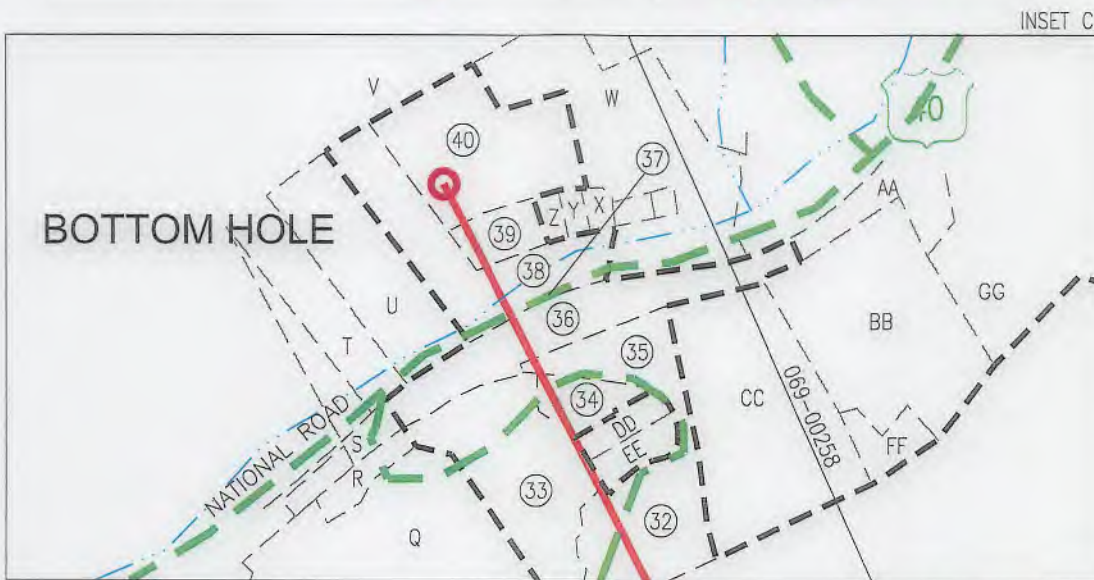 INSET C
V
W
40
40
37
AA
BOTTOM HOLE
Z
Y
X
39
38
GG
U
36
BB
T
35
CC
34
NATIONAL ROAD
DD
069-00258
S
EE
FF
R
33
32
Q